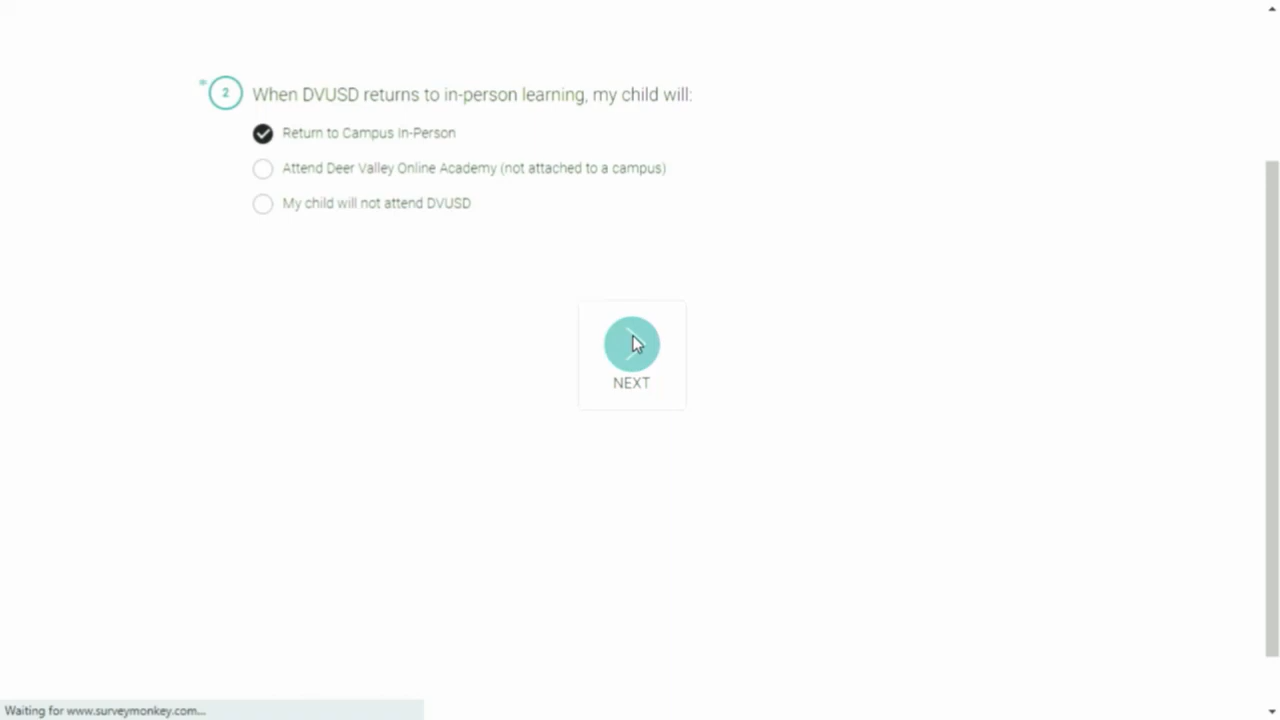 * 2 When DVUSD returns to in-person learning, my child will:
Return to Campus In-Person
Attend Deer Valley Online Academy (not attached to a campus)
My child will not attend DVUSD
NEXT
Waiting for www.surveymonkey.com...